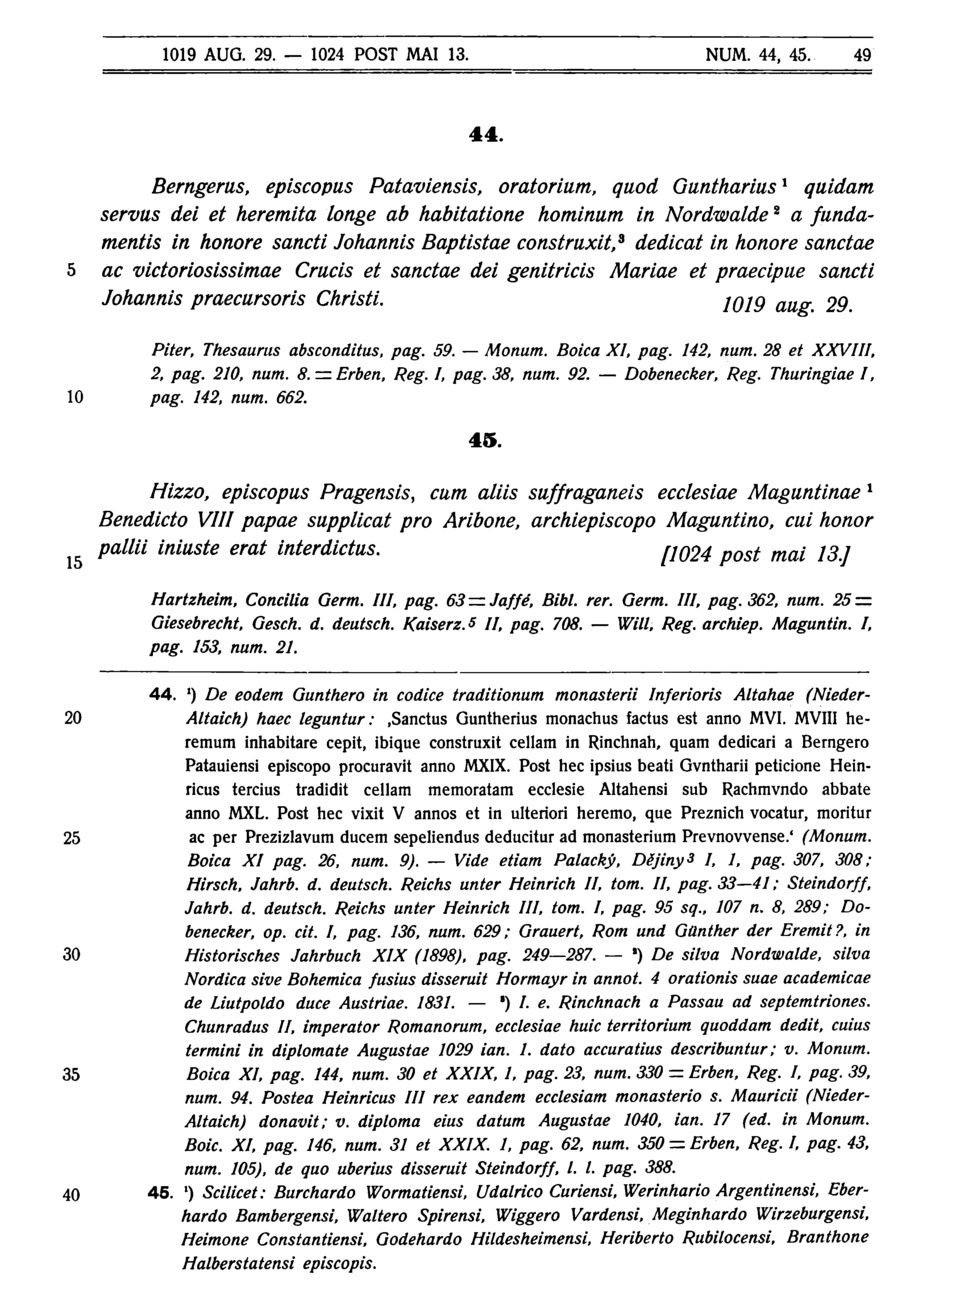 1019 AUG. 29. — 1024 POST MAI 13. NUM. 44, 45. 49
44.
Berngerus, episcopus Pataviensis, oratorium, quod Guntharius ¹ quidam
servus dei et heremita longe ab habitatione hominum in Nordwalde ² a funda-
mentis in honore sancti Johannis Baptistae construxit,³ dedicat in honore sanctae
5 ac victoriosissimae Crucis et sanctae dei genitricis Mariae et praecipue sancti
Johannis praecursoris Christi. 1019 aug. 29.
Piter, Thesaurus absconditus, pag. 59. — Monum. Boica XI, pag. 142, num. 28 et XXVIII,
2, pag. 210, num. 8. = Erben, Reg. I, pag. 38, num. 92. — Dobenecker, Reg. Thuringiae I,
10 pag. 142, num. 662.
45.
Hizzo, episcopus Pragensis, cum aliis suffraganeis ecclesiae Maguntinae ¹
Benedicto VIII papae supplicat pro Aribone, archiepiscopo Maguntino, cui honor
15 pallii iniuste erat interdictus. [1024 post mai 13.]
Hartzheim, Concilia Germ. III, pag. 63 = Jaffé, Bibl. rer. Germ. III, pag. 362, num. 25 =
Giesebrecht, Gesch. d. deutsch. Kaiserz.⁵ II, pag. 708. — Will, Reg. archiep. Maguntin. I,
pag. 153, num. 21.
44. ¹) De eodem Gunthero in codice traditionum monasterii Inferioris Altahae (Nieder-
20 Altaich) haec leguntur: ‚Sanctus Guntherius monachus factus est anno MVI. MVIII he-
remum inhabitare cepit, ibique construxit cellam in Rinchnah, quam dedicari a Berngero
Patauiensi episcopo procuravit anno MXIX. Post hec ipsius beati Gvntharii peticione Hein-
ricus tercius tradidit cellam memoratam ecclesie Altahensi sub Rachmvndo abbate
anno MXL. Post hec vixit V annos et in ulteriori heremo, que Preznich vocatur, moritur
25 ac per Prezizlavum ducem sepeliendus deducitur ad monasterium Prevnovvense.‘ (Monum.
Boica XI pag. 26, num. 9). — Vide etiam Palacký, Dějiny³ I, 1, pag. 307, 308;
Hirsch, Jahrb. d. deutsch. Reichs unter Heinrich II, tom. II, pag. 33—41; Steindorff,
Jahrb. d. deutsch. Reichs unter Heinrich III, tom. I, pag. 95 sq., 107 n. 8, 289; Do-
benecker, op. cit. I, pag. 136, num. 629; Grauert, Rom und Günther der Eremit?, in
30 Historisches Jahrbuch XIX (1898), pag. 249—287. — ²) De silva Nordwalde, silva
Nordica sive Bohemica fusius disseruit Hormayr in annot. 4 orationis suae academicae
de Liutpoldo duce Austriae. 1831. — ³) I. e. Rinchnach a Passau ad septemtriones.
Chunradus II, imperator Romanorum, ecclesiae huic territorium quoddam dedit, cuius
termini in diplomate Augustae 1029 ian. 1. dato accuratius describuntur; v. Monum.
35 Boica XI, pag. 144, num. 30 et XXIX, 1, pag. 23, num. 330 = Erben, Reg. I, pag. 39,
num. 94. Postea Heinricus III rex eandem ecclesiam monasterio s. Mauricii (Nieder-
Altaich) donavit; v. diploma eius datum Augustae 1040, ian. 17 (ed. in Monum.
Boic. XI, pag. 146, num. 31 et XXIX. 1, pag. 62, num. 350 = Erben, Reg. I, pag. 43,
num. 105), de quo uberius disseruit Steindorff, l. l. pag. 388.
40 45. ¹) Scilicet: Burchardo Wormatiensi, Udalrico Curiensi, Werinhario Argentinensi, Eber-
hardo Bambergensi, Waltero Spirensi, Wiggero Vardensi, Meginhardo Wirzeburgensi,
Heimone Constantiensi, Godehardo Hildesheimensi, Heriberto Rubilocensi, Branthone
Halberstatensi episcopis.